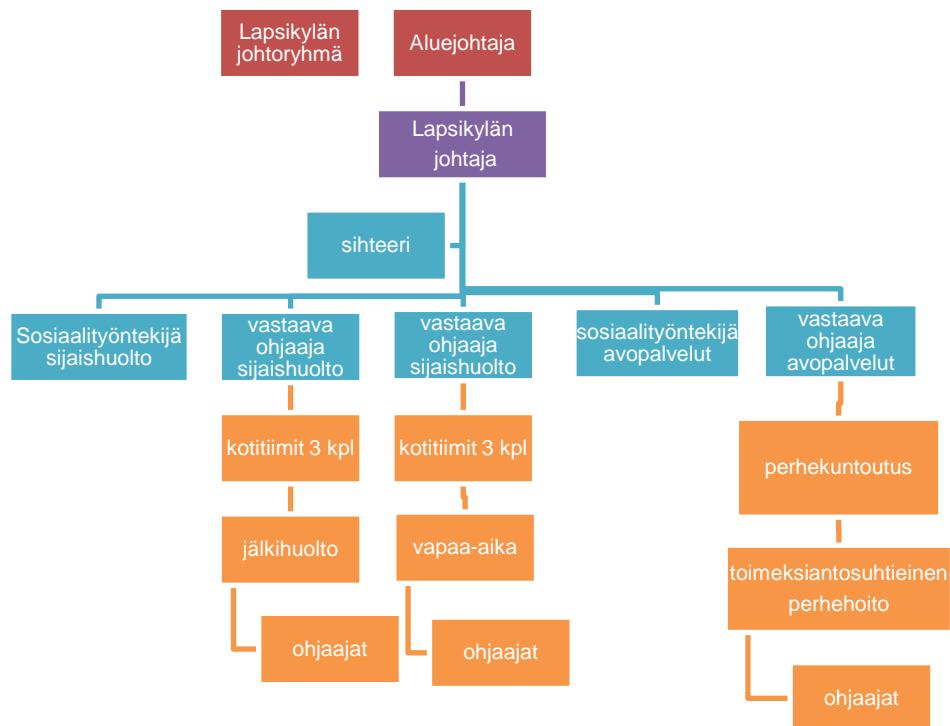 Lapsikylän
johtoryhmä
Aluejohtaja
Lapsikylän
johtaja
sihteeri
Sosiaalityöntekijä
sijaishuolto
vastaava
ohjaaja
sijaishuolto
vastaava
ohjaaja
sijaishuolto
sosiaalityöntekijä
avopalvelut
vastaava
ohjaaja
avopalvelut
kotitiimit 3 kpl
kotitiimit 3 kpl
perhekuntoutus
jälkihuolto
vapaa-aika
toimeksiantosuhtieinen
perhehoito
ohjaajat
ohjaajat
ohjaajat